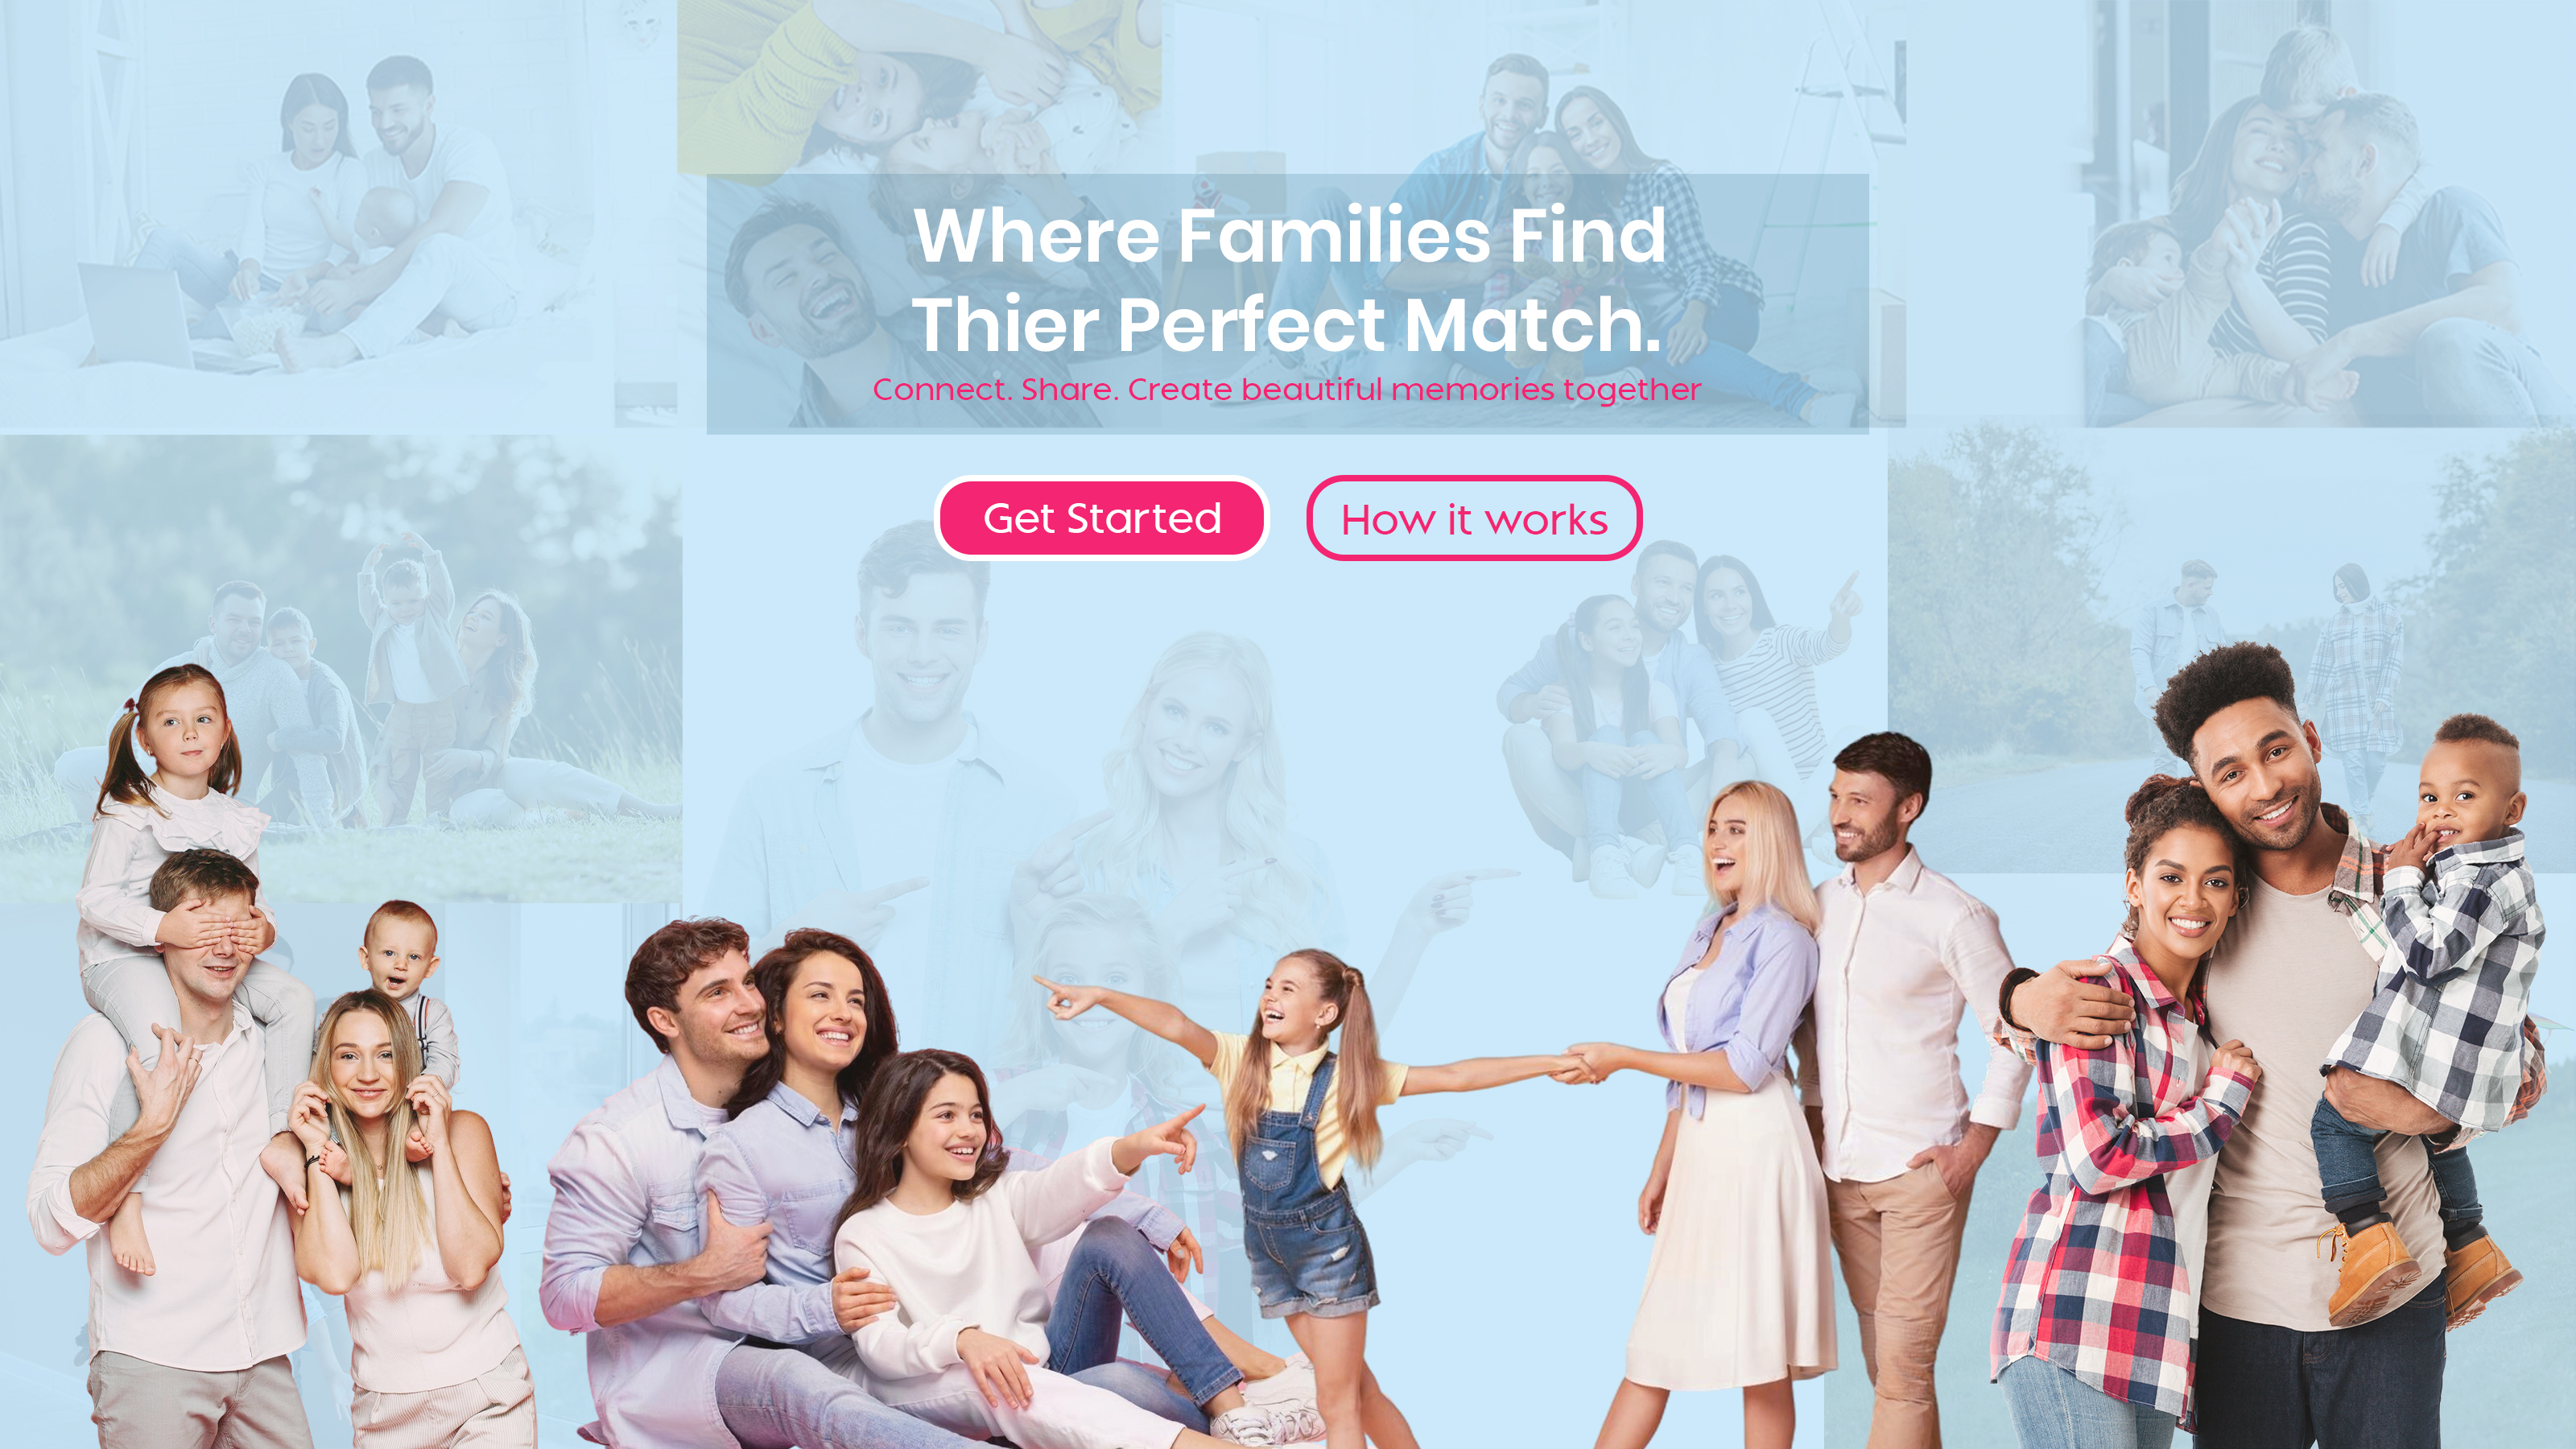 Where Families Find
Thier Perfect Match.
Connect. Share. Create beautiful memories together
Get Started
How it works